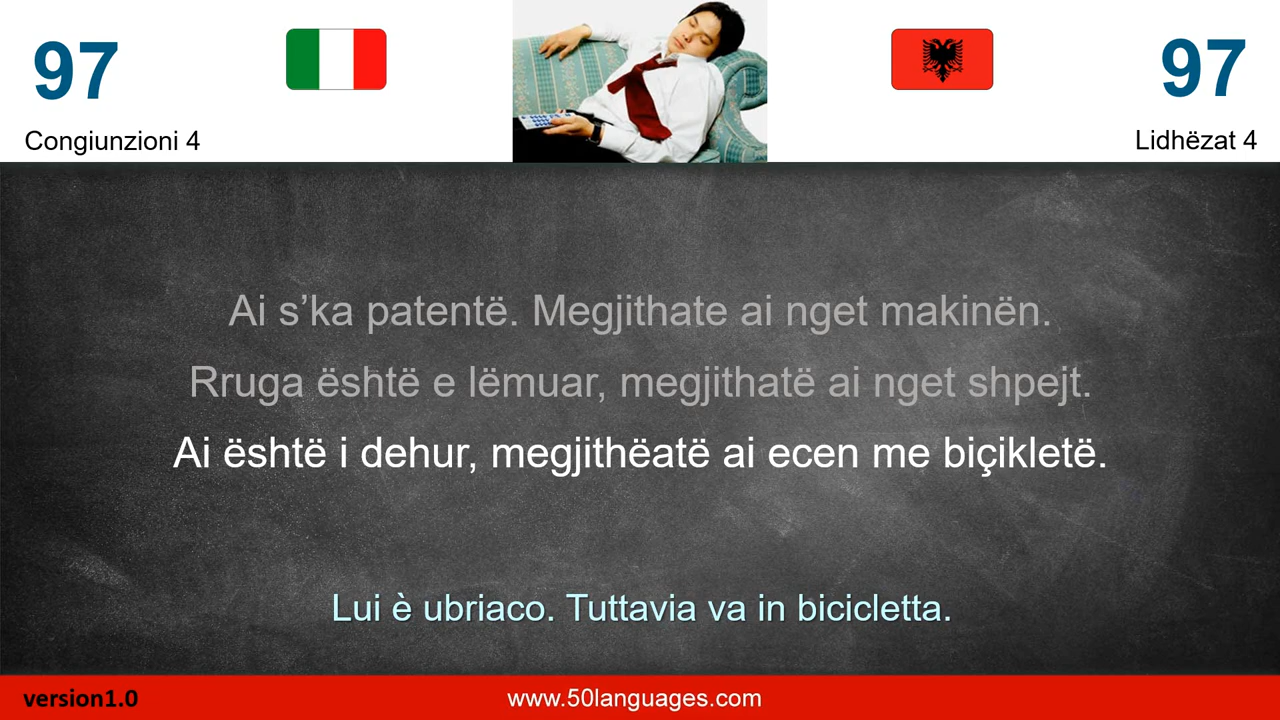 97
97
Congiunzioni 4
Lidhëzat 4
Ai s’ka patentë. Megjithate ai nget makinën.
Rruga është e lëmuar, megjithatë ai nget shpejt.
Ai është i dehur, megjithëatë ai ecen me biçikletë.
Lui è ubriaco. Tuttavia va in bicicletta.
version1.0
www.50languages.com